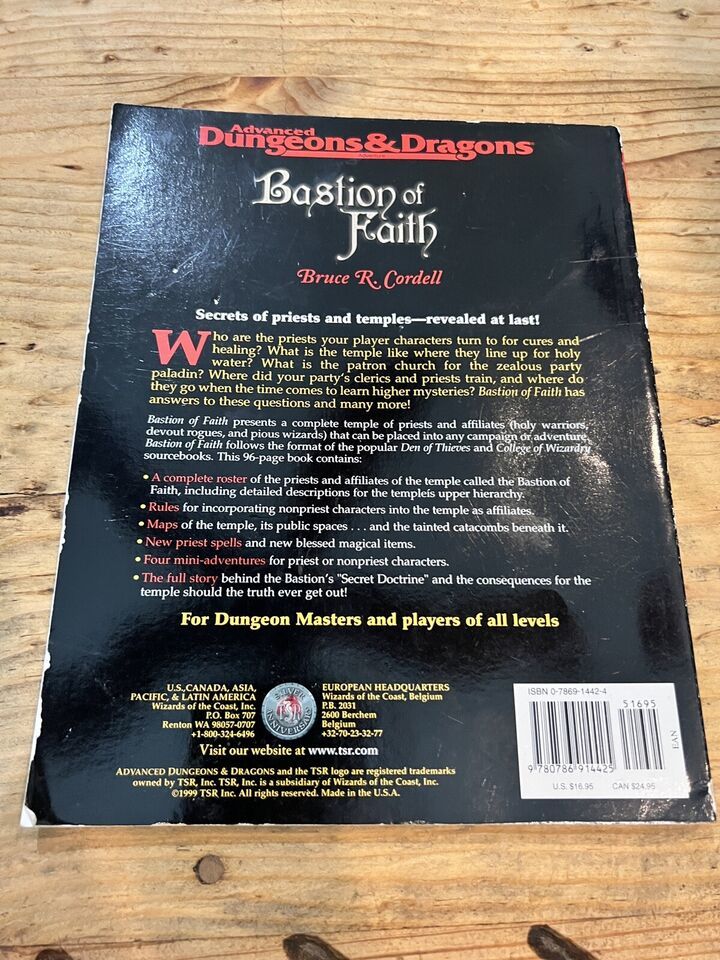 Advanced
Dungeons & Dragons
Adventure
Bastion of
Faith
Bruce R. Cordell
Secrets of priests and temples—revealed at last!
Who are the priests your player characters turn to for cures and
healing? What is the temple like where they line up for holy
water? What is the patron church for the zealous party
paladin? Where did your party's clerics and priests train, and where do
they go when the time comes to learn higher mysteries? Bastion of Faith has
answers to these questions and many more!
Bastion of Faith presents a complete temple of priests and affiliates (holy warriors,
devout rogues, and pious wizards) that can be placed into any campaign or adventure.
Bastion of Faith follows the format of the popular Den of Thieves and College of Wizardry
sourcebooks. This 96-page book contains:
• A complete roster of the priests and affiliates of the temple called the Bastion of
Faith, including detailed descriptions for the templeís upper hierarchy.
• Rules for incorporating nonpriest characters into the temple as affiliates.
• Maps of the temple, its public spaces . . . and the tainted catacombs beneath it.
• New priest spells and new blessed magical items.
• Four mini-adventures for priest or nonpriest characters.
• The full story behind the Bastion's "Secret Doctrine" and the consequences for the
temple should the truth ever get out!
For Dungeon Masters and players of all levels
U.S., CANADA, ASIA,
PACIFIC, & LATIN AMERICA
Wizards of the Coast, Inc.
P.O. Box 707
Renton WA 98057-0707
+1-800-324-6496
SILVER
TSR
ANNIVERSARY
EUROPEAN HEADQUARTERS
Wizards of the Coast, Belgium
P.B. 2031
2600 Berchem
Belgium
+32-70-23-32-77
Visit our website at www.tsr.com
ADVANCED DUNGEONS & DRAGONS and the TSR logo are registered trademarks
owned by TSR, Inc. TSR, Inc. is a subsidiary of Wizards of the Coast, Inc.
©1999 TSR Inc. All rights reserved. Made in the U.S.A.
ISBN 0-7869-1442-4
51695
9 780786 914425
EAN
U.S. $16.95 CAN $24.95